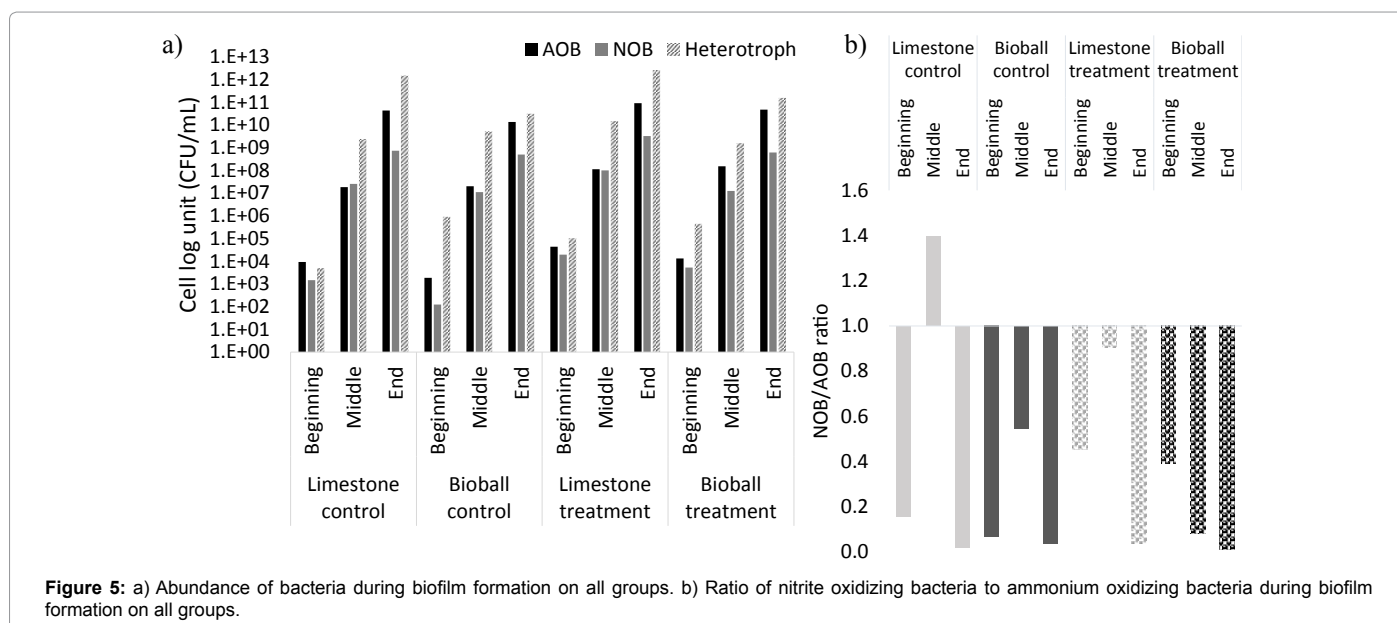 a)
AOB NOB Heterotroph
Cell log unit (CFU/mL)
1.E+13
1.E+12
1.E+11
1.E+10
1.E+09
1.E+08
1.E+07
1.E+06
1.E+05
1.E+04
1.E+03
1.E+02
1.E+01
1.E+00
Beginning
Middle
End
Beginning
Middle
End
Beginning
Middle
End
Beginning
Middle
End
Limestone
control
Bioball
control
Limestone
treatment
Bioball
treatment
b)
Limestone
control
Bioball
control
Limestone
treatment
Bioball
treatment
Beginning
Middle
End
Beginning
Middle
End
Beginning
Middle
End
Beginning
Middle
End
NOB/AOB ratio
1.6
1.4
1.2
1.0
0.8
0.6
0.4
0.2
0.0
Figure 5: a) Abundance of bacteria during biofilm formation on all groups. b) Ratio of nitrite oxidizing bacteria to ammonium oxidizing bacteria during biofilm
formation on all groups.